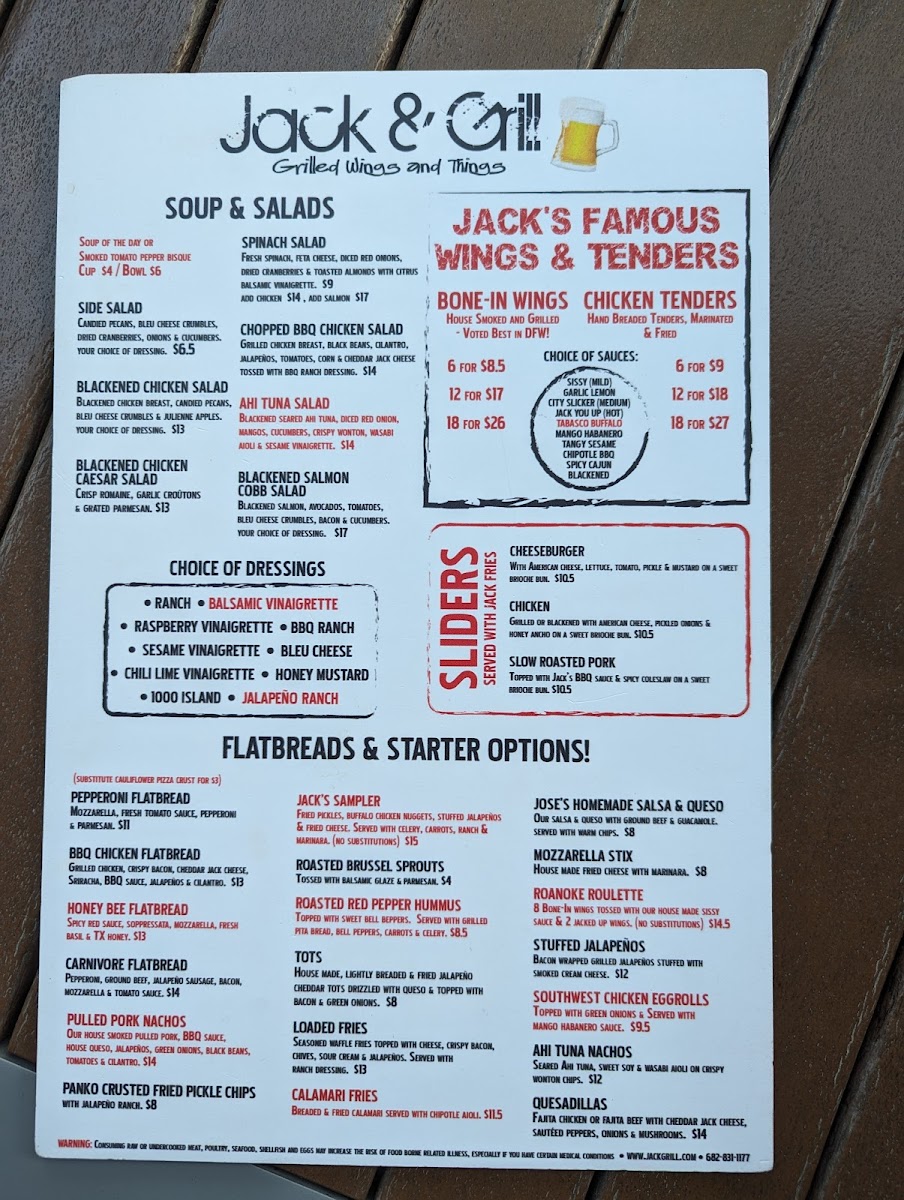 Jack & Grill
Grilled Wings and Things
SOUP & SALADS
SOUP OF THE DAY OR
SMOKED TOMATO PEPPER BISQUE
CUP $4 / BOWL $6
SIDE SALAD
CANDIED PECANS, BLEU CHEESE CRUMBLES,
DRIED CRANBERRIES, ONIONS & CUCUMBERS.
YOUR CHOICE OF DRESSING. $6.5
BLACKENED CHICKEN SALAD
BLACKENED CHICKEN BREAST, CANDIED PECANS,
BLEU CHEESE CRUMBLES & JULIENNE APPLES.
YOUR CHOICE OF DRESSING. $13
BLACKENED CHICKEN
CAESAR SALAD
CRISP ROMAINE, GARLIC CROÛTONS
& GRATED PARMESAN. $13
SPINACH SALAD
FRESH SPINACH, FETA CHEESE, DICED RED ONIONS,
DRIED CRANBERRIES & TOASTED ALMONDS WITH CITRUS
BALSAMIC VINAIGRETTE. $9
ADD CHICKEN $14 , ADD SALMON $17
CHOPPED BBQ CHICKEN SALAD
GRILLED CHICKEN BREAST, BLACK BEANS, CILANTRO,
JALAPEÑOS, TOMATOES, CORN & CHEDDAR JACK CHEESE
TOSSED WITH BBQ RANCH DRESSING. $14
AHI TUNA SALAD
BLACKENED SEARED AHI TUNA, DICED RED ONION,
MANGOS, CUCUMBERS, CRISPY WONTON, WASABI
AIOLI & SESAME VINAIGRETTE. $14
BLACKENED SALMON
COBB SALAD
BLACKENED SALMON, AVOCADOS, TOMATOES,
BLEU CHEESE CRUMBLES, BACON & CUCUMBERS.
YOUR CHOICE OF DRESSING. $17
CHOICE OF DRESSINGS
• RANCH • BALSAMIC VINAIGRETTE
• RASPBERRY VINAIGRETTE • BBQ RANCH
• SESAME VINAIGRETTE • BLEU CHEESE
• CHILI LIME VINAIGRETTE • HONEY MUSTARD
• 1000 ISLAND • JALAPEÑO RANCH
JACK'S FAMOUS
WINGS & TENDERS
BONE-IN WINGS
HOUSE SMOKED AND GRILLED
- VOTED BEST IN DFW!
6 FOR $8.5
12 FOR $17
18 FOR $26
CHICKEN TENDERS
HAND BREADED TENDERS, MARINATED
& FRIED
6 FOR $9
12 FOR $18
18 FOR $27
CHOICE OF SAUCES:
SISSY (MILD)
GARLIC LEMON
CITY SLICKER (MEDIUM)
JACK YOU UP (HOT)
TABASCO BUFFALO
MANGO HABANERO
TANGY SESAME
CHIPOTLE BBQ
SPICY CAJUN
BLACKENED
SLIDERS
SERVED WITH JACK FRIES
CHEESEBURGER
WITH AMERICAN CHEESE, LETTUCE, TOMATO, PICKLE & MUSTARD ON A SWEET
BRIOCHE BUN. $10.5
CHICKEN
GRILLED OR BLACKENED WITH AMERICAN CHEESE, PICKLED ONIONS &
HONEY ANCHO ON A SWEET BRIOCHE BUN. $10.5
SLOW ROASTED PORK
TOPPED WITH JACK'S BBQ SAUCE & SPICY COLESLAW ON A SWEET
BRIOCHE BUN. $10.5
FLATBREADS & STARTER OPTIONS!
(SUBSTITUTE CAULIFLOWER PIZZA CRUST FOR $3)
PEPPERONI FLATBREAD
MOZZARELLA, FRESH TOMATO SAUCE, PEPPERONI
& PARMESAN. $11
BBQ CHICKEN FLATBREAD
GRILLED CHICKEN, CRISPY BACON, CHEDDAR JACK CHEESE,
SRIRACHA, BBQ SAUCE, JALAPEÑOS & CILANTRO. $13
HONEY BEE FLATBREAD
SPICY RED SAUCE, SOPPRESSATA, MOZZARELLA, FRESH
BASIL & TX HONEY. $13
CARNIVORE FLATBREAD
PEPPERONI, GROUND BEEF, JALAPEÑO SAUSAGE, BACON,
MOZZARELLA & TOMATO SAUCE. $14
PULLED PORK NACHOS
OUR HOUSE SMOKED PULLED PORK, BBQ SAUCE,
HOUSE QUESO, JALAPEÑOS, GREEN ONIONS, BLACK BEANS,
TOMATOES & CILANTRO. $14
PANKO CRUSTED FRIED PICKLE CHIPS
WITH JALAPEÑO RANCH. $8
JACK'S SAMPLER
FRIED PICKLES, BUFFALO CHICKEN NUGGETS, STUFFED JALAPEÑOS
& FRIED CHEESE. SERVED WITH CELERY, CARROTS, RANCH &
MARINARA. (NO SUBSTITUTIONS) $15
ROASTED BRUSSEL SPROUTS
TOSSED WITH BALSAMIC GLAZE & PARMESAN. $4
ROASTED RED PEPPER HUMMUS
TOPPED WITH SWEET BELL BEPPERS. SERVED WITH GRILLED
PITA BREAD, BELL PEPPERS, CARROTS & CELERY. $8.5
TOTS
HOUSE MADE, LIGHTLY BREADED & FRIED JALAPEÑO
CHEDDAR TOTS DRIZZLED WITH QUESO & TOPPED WITH
BACON & GREEN ONIONS. $8
LOADED FRIES
SEASONED WAFFLE FRIES TOPPED WITH CHEESE, CRISPY BACON,
CHIVES, SOUR CREAM & JALAPEÑOS. SERVED WITH
RANCH DRESSING. $13
CALAMARI FRIES
BREADED & FRIED CALAMARI SERVED WITH CHIPOTLE AIOLI. $11.5
JOSE'S HOMEMADE SALSA & QUESO
OUR SALSA & QUESO WITH GROUND BEEF & GUACAMOLE.
SERVED WITH WARM CHIPS. $8
MOZZARELLA STIX
HOUSE MADE FRIED CHEESE WITH MARINARA. $8
ROANOKE ROULETTE
8 BONE-IN WINGS TOSSED WITH OUR HOUSE MADE SISSY
SAUCE & 2 JACKED UP WINGS. (NO SUBSTITUTIONS) $14.5
STUFFED JALAPEÑOS
BACON WRAPPED GRILLED JALAPEÑOS STUFFED WITH
SMOKED CREAM CHEESE. $12
SOUTHWEST CHICKEN EGGROLLS
TOPPED WITH GREEN ONIONS & SERVED WITH
MANGO HABANERO SAUCE. $9.5
AHI TUNA NACHOS
SEARED AHI TUNA, SWEET SOY & WASABI AIOLI ON CRISPY
WONTON CHIPS. $12
QUESADILLAS
FAJITA CHICKEN OR FAJITA BEEF WITH CHEDDAR JACK CHEESE,
SAUTÉED PEPPERS, ONIONS & MUSHROOMS. $14
WARNING: CONSUMING RAW OR UNDERCOOKED MEAT, POULTRY, SEAFOOD, SHELLFISH AND EGGS MAY INCREASE THE RISK OF FOOD BORNE RELATED ILLNESS, ESPECIALLY IF YOU HAVE CERTAIN MEDICAL CONDITIONS • WWW.JACKGRILL.COM • 682-831-1177